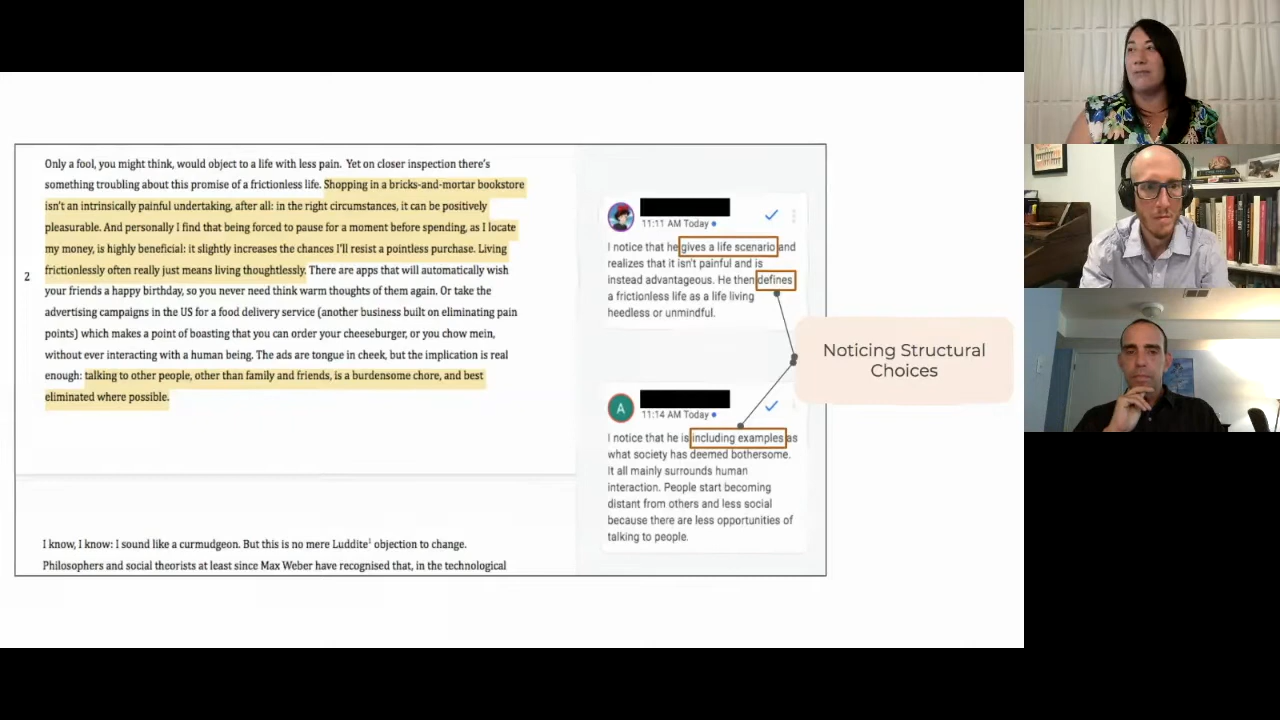 Only a fool, you might think, would object to a life with less pain. Yet on closer inspection there's
something troubling about this promise of a frictionless life. Shopping in a bricks-and-mortar bookstore
isn't an intrinsically painful undertaking, after all: in the right circumstances, it can be positively
pleasurable. And personally I find that being forced to pause for a moment before spending, as I locate
my money, is highly beneficial: it slightly increases the chances I'll resist a pointless purchase. Living
frictionlessly often really just means living thoughtlessly. There are apps that will automatically wish
2
your friends a happy birthday, so you never need think warm thoughts of them again. Or take the
advertising campaigns in the US for a food delivery service (another business built on eliminating pain
points) which makes a point of boasting that you can order your cheeseburger, or you chow mein,
without ever interacting with a human being. The ads are tongue in cheek, but the implication is real
enough: talking to other people, other than family and friends, is a burdensome chore, and best
eliminated where possible.
I know, I know: I sound like a curmudgeon. But this is no mere Luddite1 objection to change.
Philosophers and social theorists at least since Max Weber have recognised that, in the technological
11:11 AM Today
I notice that he gives a life scenario and
realizes that it isn't painful and is
instead advantageous. He then defines
a frictionless life as a life living
heedless or unmindful.
A
11:14 AM Today
I notice that he is including examples as
what society has deemed bothersome.
It all mainly surrounds human
interaction. People start becoming
distant from others and less social
because there are less opportunities of
talking to people.
Noticing Structural
Choices